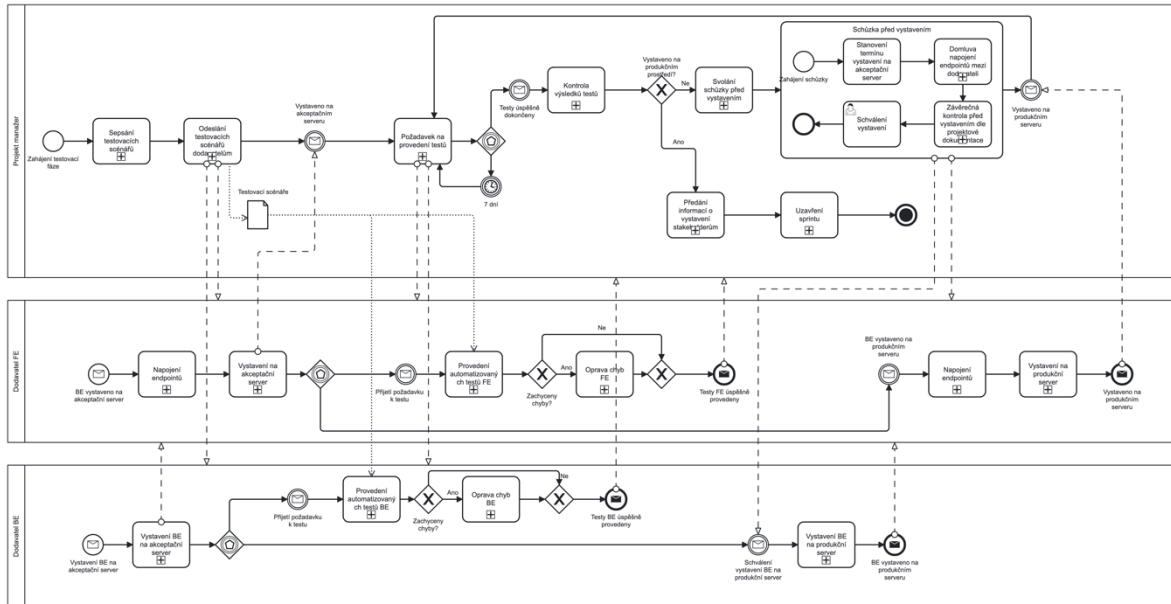 Projekt manažer
Zahájení testovací
fáze
Sepsání
testovacích
scénářů
Odeslání
testovacích
scénářů
dodavatelům
Testovací scénáře
Vystaveno na
akceptačním
serveru
Požadavek na
provedení testů
7 dní
Testy úspěšně
dokončeny
Kontrola
výsledků testů
Vystaveno na
produkčním
prostředí?
Ne
Ano
Svolání
schůzky před
vystavením
Předání
informací o
vystavení
stakeholderům
Uzavření
sprintu
Schůzka před vystavením
Zahájení schůzky
Stanovení
termínu
vystavení na
akceptační
server
Domluva
napojení
endpointů mezi
dodavateli
Schválení
vystavení
Závěrečná
kontrola před
vystavením dle
projektové
dokumentace
Vystaveno na
produkčním
serveru
Dodavatel FE
BE vystaveno na
akceptační server
Napojení
endpointů
Vystavení na
akceptační
server
Přijetí požadavku
k testu
Provedení
automatizovaný
ch testů FE
Zachyceny
chyby?
Ne
Ano
Oprava chyb
FE
Testy FE úspěšně
provedeny
BE vystaveno na
produkčním
serveru
Napojení
endpointů
Vystavení na
produkční
server
Vystaveno na
produkčním
serveru
Dodavatel BE
Vystavení BE na
akceptační server
Vystavení BE
na akceptační
server
Přijetí požadavku
k testu
Provedení
automatizovaný
ch testů BE
Zachyceny
chyby?
Ano
Ne
Oprava chyb
BE
Testy BE úspěšně
provedeny
Schválení
vystavení BE na
produkční server
Vystavení BE
na produkční
server
BE vystaveno na
produkčním
serveru